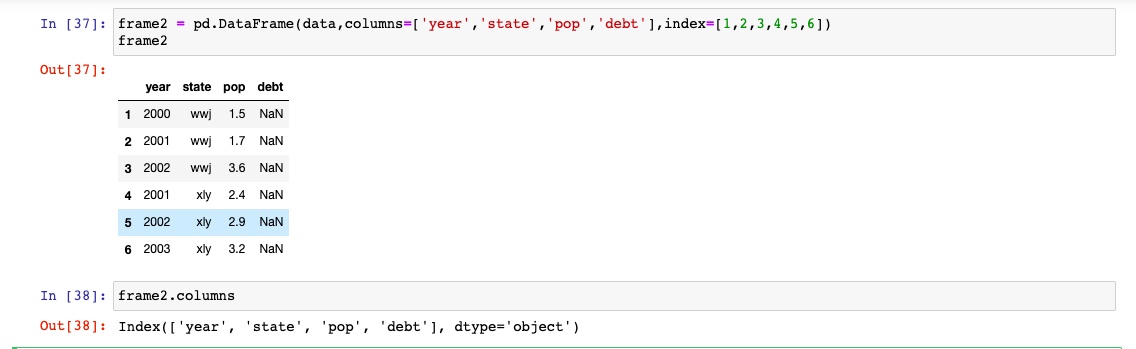 In [37]: frame2 = pd.DataFrame(data,columns=['year','state','pop','debt'],index=[1,2,3,4,5,6])
frame2
Out[37]:
year state pop debt
1 2000 wwj 1.5 NaN
2 2001 wwj 1.7 NaN
3 2002 wwj 3.6 NaN
4 2001 xly 2.4 NaN
5 2002 xly 2.9 NaN
6 2003 xly 3.2 NaN
In [38]: frame2.columns
Out[38]: Index(['year', 'state', 'pop', 'debt'], dtype='object')